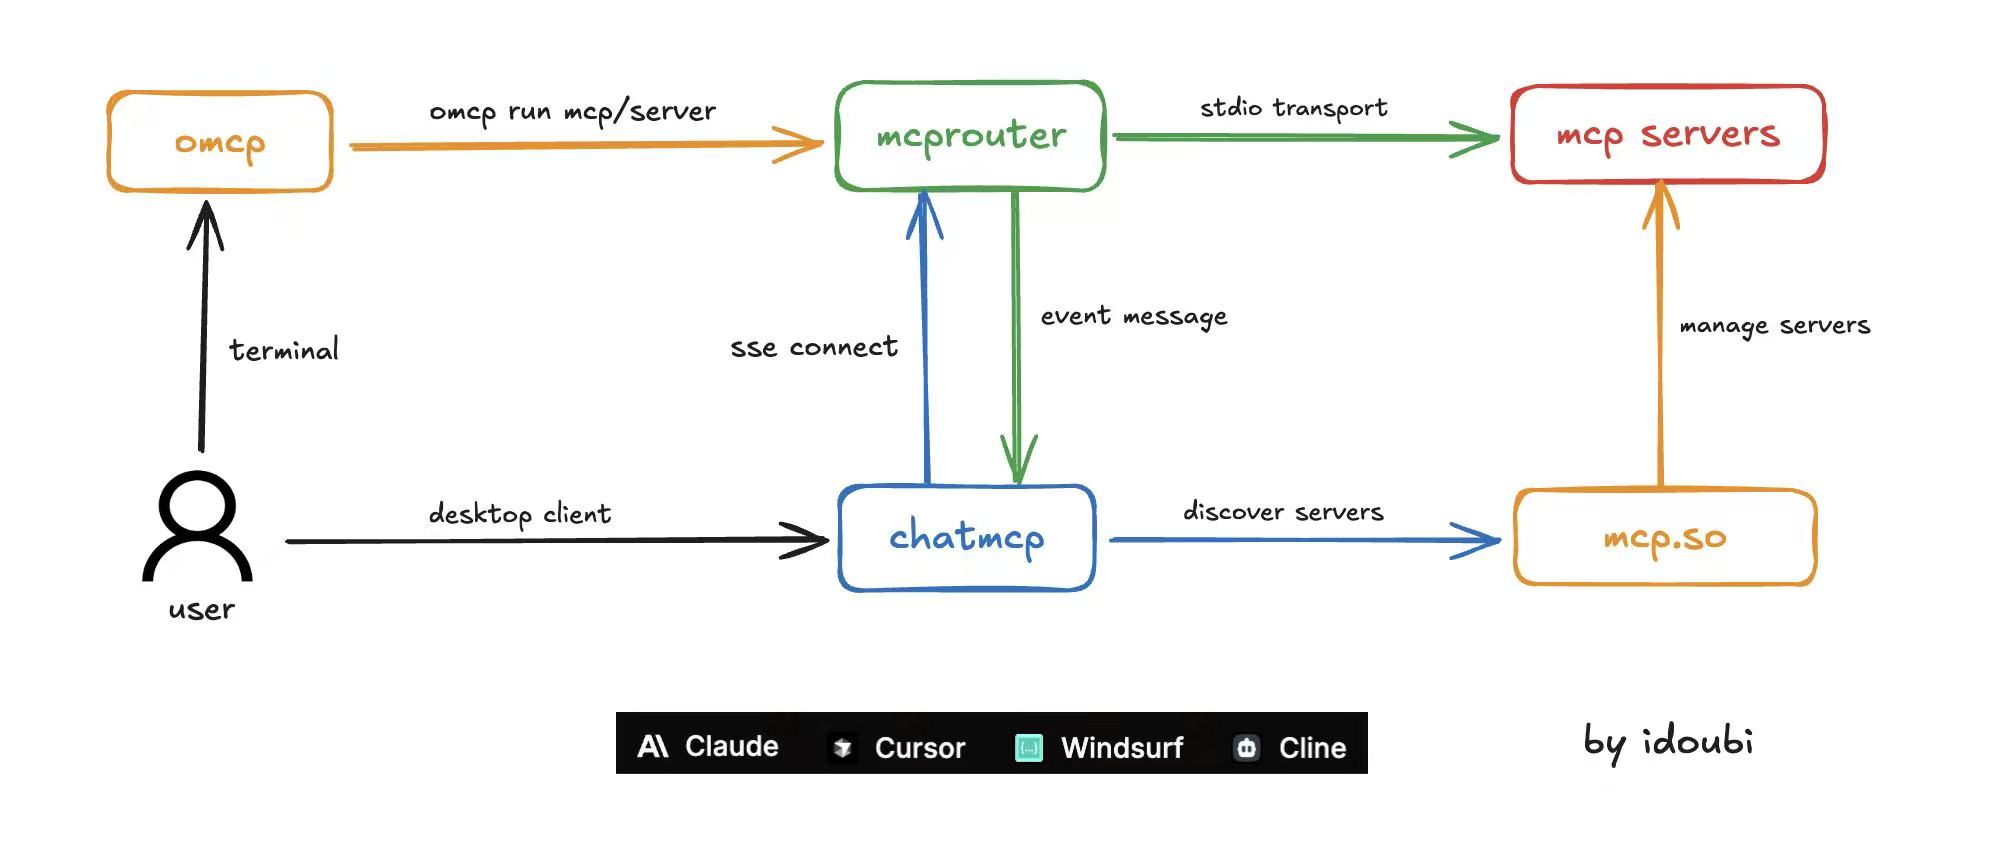 omcp
omcp run mcp/server
mcprouter
stdio transport
mcp servers
terminal
sse connect
event message
manage servers
user
desktop client
chatmcp
discover servers
mcp.so
Claude
Cursor
Windsurf
Cline
by idoubi